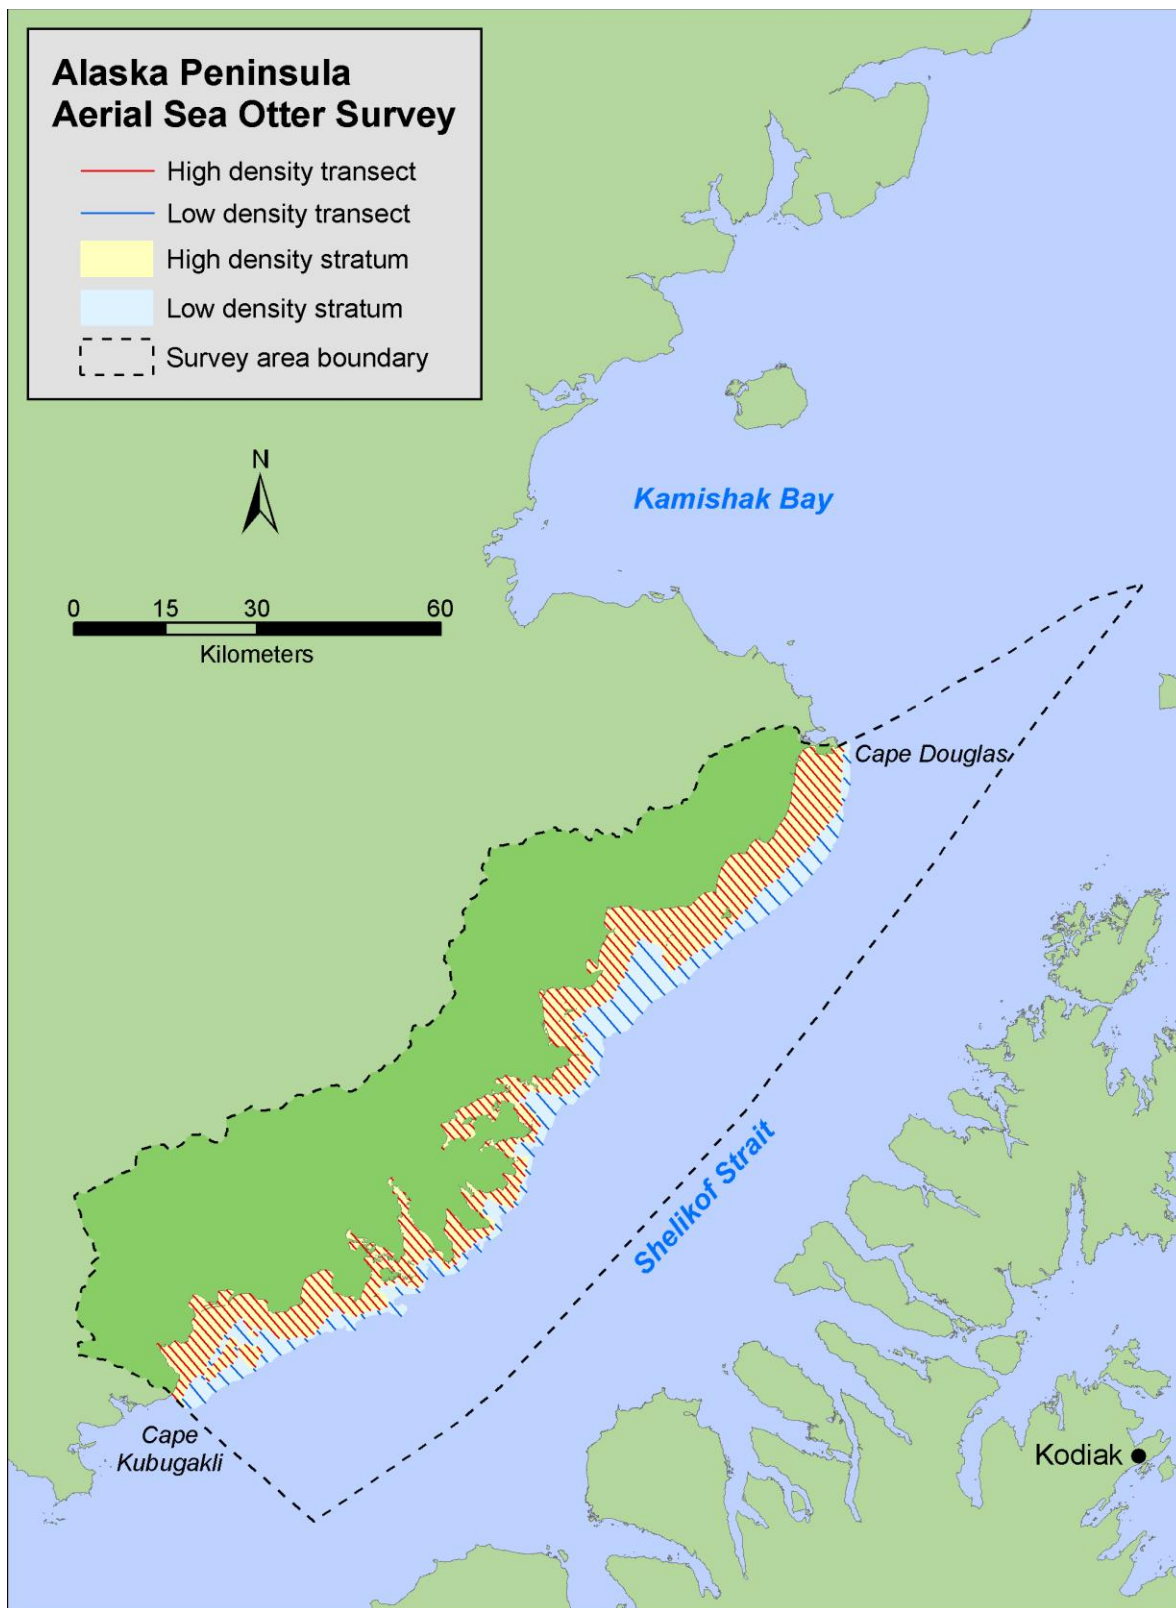 Alaska Peninsula
Aerial Sea Otter Survey
High density transect
Low density transect
High density stratum
Low density stratum
Survey area boundary
N
Kamishak Bay
0 15 30 60
Kilometers
Cape Douglas
Shelikof Strait
Cape
Kubugakli
Kodiak